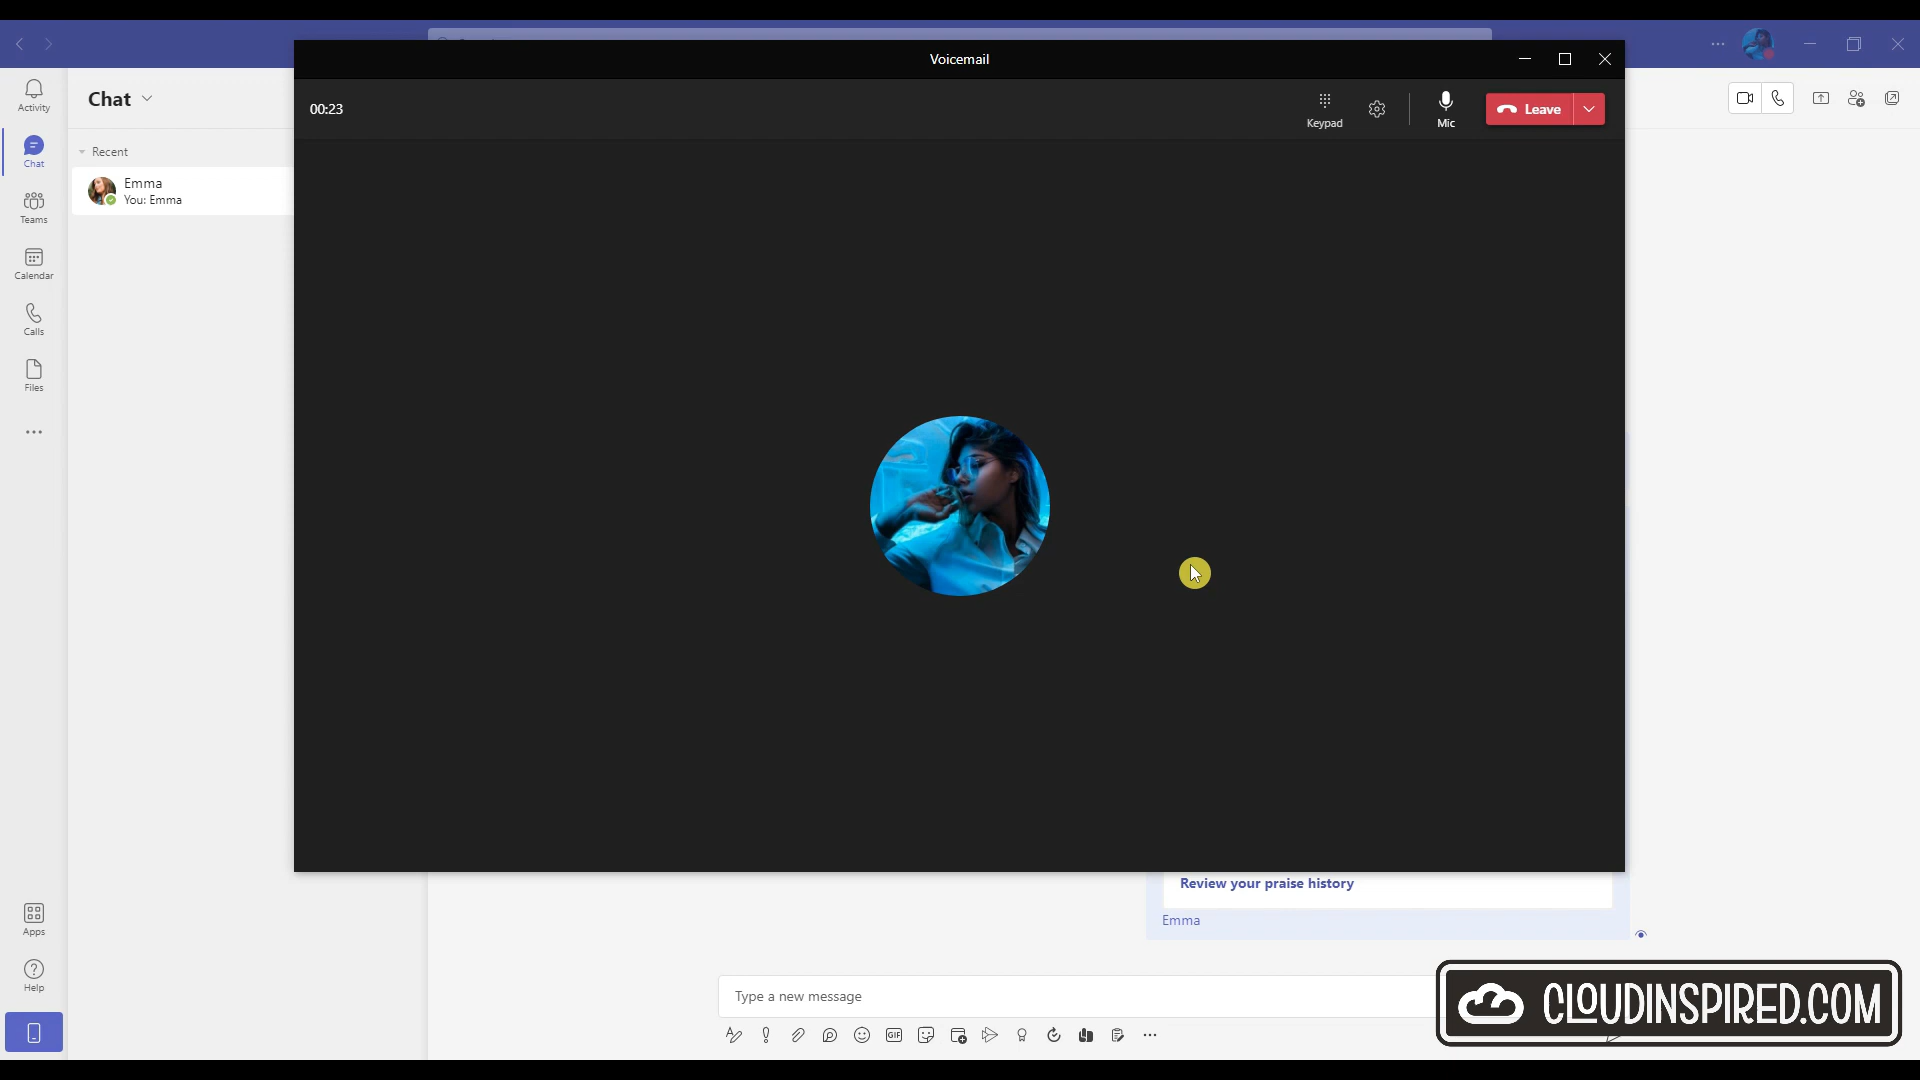 Voicemail
00:23
Keypad
Mic
Leave
Activity
Chat
Teams
Calendar
Calls
Files
Apps
Help
Chat
Recent
Emma
You: Emma
Review your praise history
Emma
Type a new message
GIF
CLOUDINSPIRED.COM